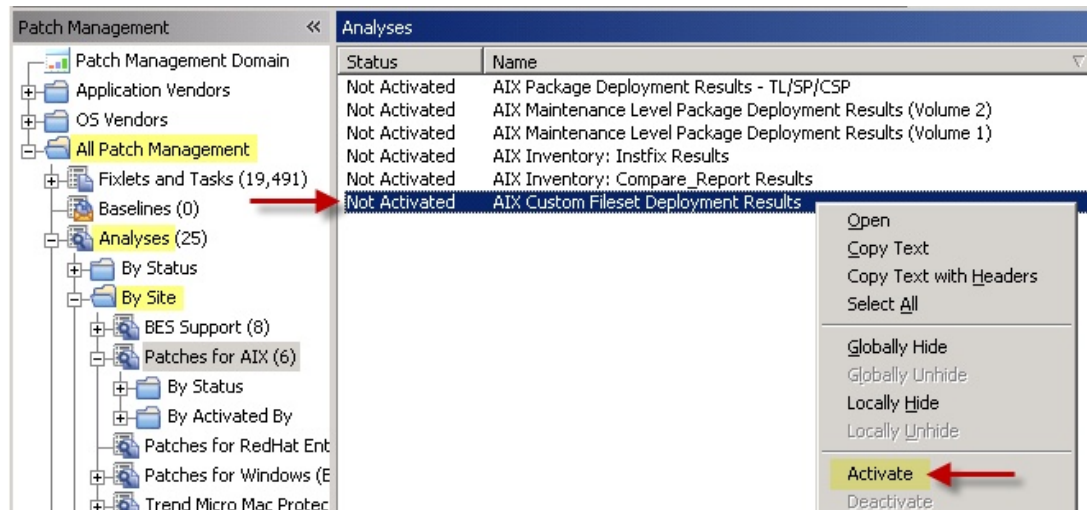 Patch Management «
Patch Management Domain
Application Vendors
OS Vendors
All Patch Management
Fixlets and Tasks (19,491)
Baselines (0)
Analyses (25)
By Status
By Site
BES Support (8)
Patches for AIX (6)
By Status
By Activated By
Patches for RedHat Ent
Patches for Windows (E
Trend Micro Mac Protec
Analyses
Status Name
Not Activated AIX Package Deployment Results - TL/SP/CSP
Not Activated AIX Maintenance Level Package Deployment Results (Volume 2)
Not Activated AIX Maintenance Level Package Deployment Results (Volume 1)
Not Activated AIX Inventory: Instfix Results
Not Activated AIX Inventory: Compare_Report Results
Not Activated AIX Custom Fileset Deployment Results
Open
Copy Text
Copy Text with Headers
Select All
Globally Hide
Globally Unhide
Locally Hide
Locally Unhide
Activate
Deactivate